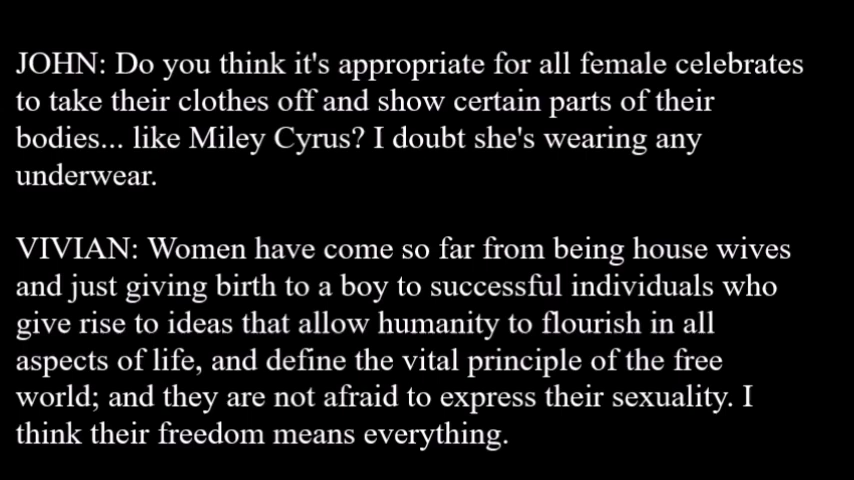 JOHN: Do you think it's appropriate for all female celebrates
to take their clothes off and show certain parts of their
bodies... like Miley Cyrus? I doubt she's wearing any
underwear.
VIVIAN: Women have come so far from being house wives
and just giving birth to a boy to successful individuals who
give rise to ideas that allow humanity to flourish in all
aspects of life, and define the vital principle of the free
world; and they are not afraid to express their sexuality. I
think their freedom means everything.